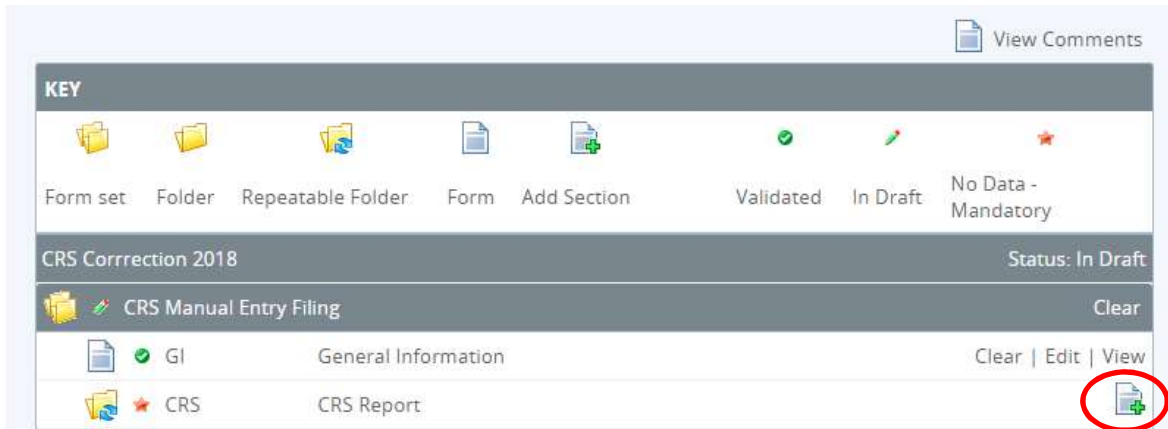 View Comments
KEY
Form set Folder Repeatable Folder Form Add Section Validated In Draft No Data - Mandatory
CRS Corrrection 2018 Status: In Draft
CRS Manual Entry Filing Clear
GI General Information Clear | Edit | View
CRS CRS Report